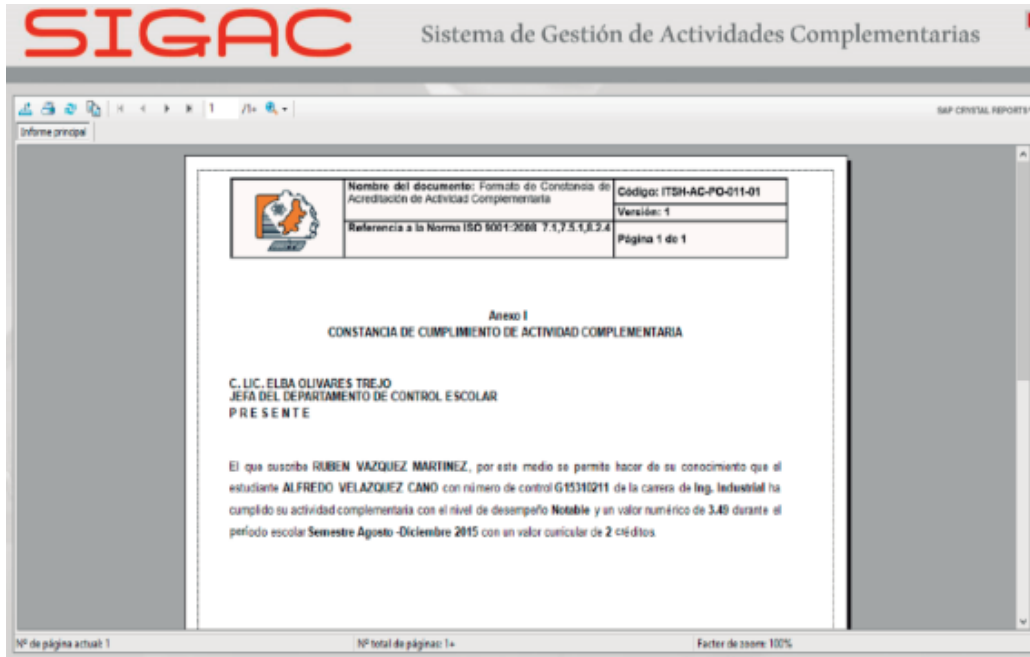 SIGAC
Sistema de Gestión de Actividades Complementarias
1 /1+
SAP CRYSTAL REPORTS
Informe principal
Nombre del documento: Formato de Constancia de
Acreditación de Actividad Complementaria
Código: ITSH-AC-PO-011-01
Versión: 1
Referencia a la Norma ISO 9001:2008 7.1,7.5.1,8.2.4
Página 1 de 1
Anexo I
CONSTANCIA DE CUMPLIMIENTO DE ACTIVIDAD COMPLEMENTARIA
C. LIC. ELBA OLIVARES TREJO
JEFA DEL DEPARTAMENTO DE CONTROL ESCOLAR
P R E S E N T E
El que suscribe RUBEN VAZQUEZ MARTINEZ, por este medio se permite hacer de su conocimiento que el
estudiante ALFREDO VELAZQUEZ CANO con número de control G15310211 de la carrera de Ing. Industrial ha
cumplido su actividad complementaria con el nivel de desempeño Notable y un valor numérico de 3.49 durante el
período escolar Semestre Agosto -Diciembre 2015 con un valor curricular de 2 créditos
Nº de página actual: 1
Nº total de páginas: 1+
Factor de zoom: 100%